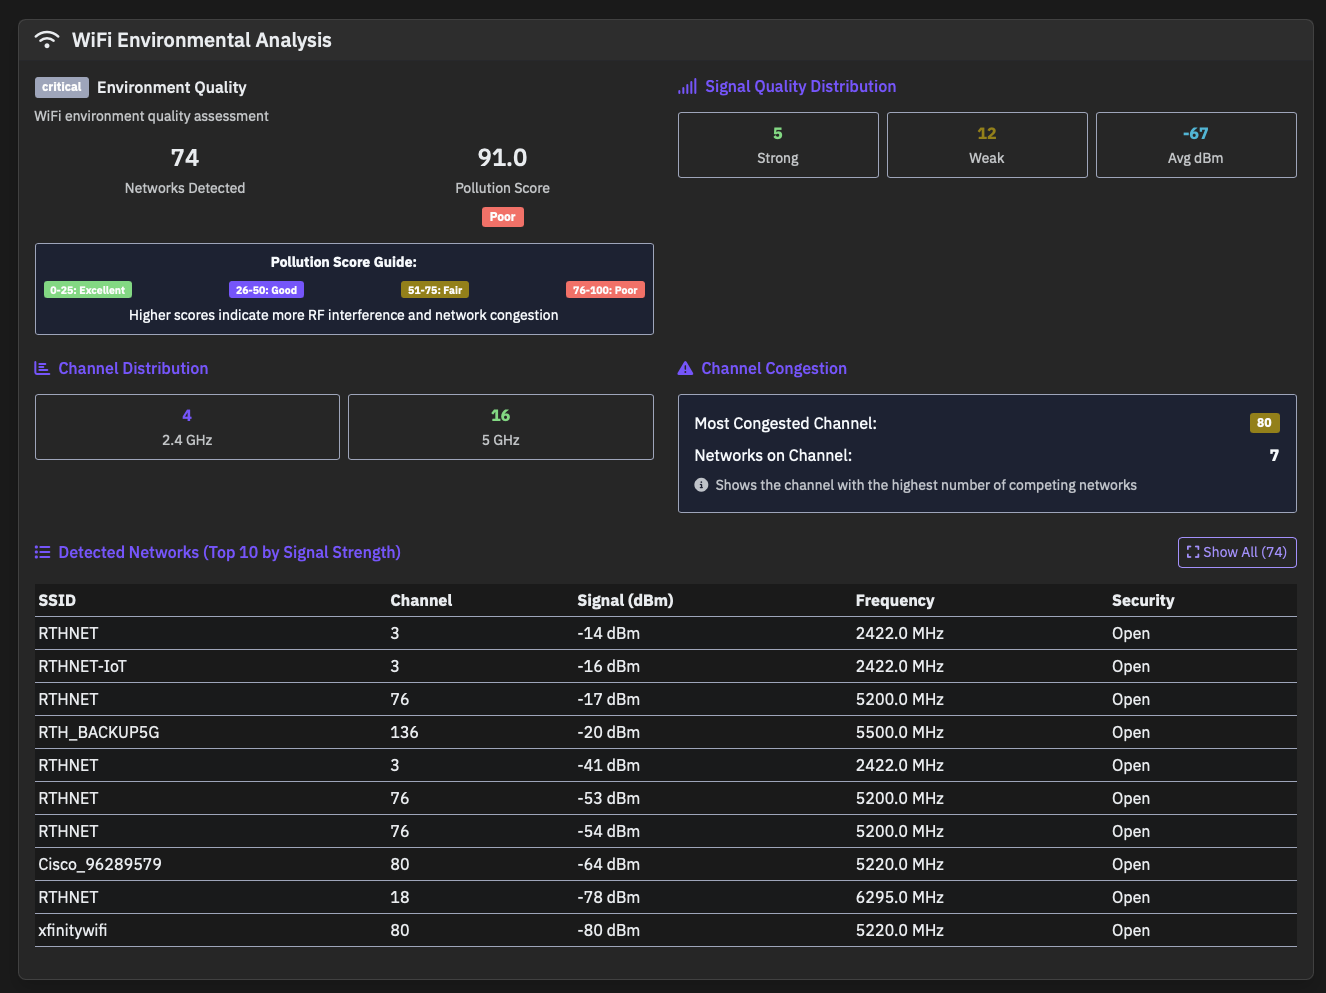 WiFi Environmental Analysis
critical Environment Quality
WiFi environment quality assessment
74
Networks Detected
91.0
Pollution Score
Poor
Pollution Score Guide:
0-25: Excellent 26-50: Good 51-75: Fair 76-100: Poor
Higher scores indicate more RF interference and network congestion
Signal Quality Distribution
5
Strong
12
Weak
-67
Avg dBm
Channel Distribution
4
2.4 GHz
16
5 GHz
Channel Congestion
Most Congested Channel: 80
Networks on Channel: 7
Shows the channel with the highest number of competing networks
Detected Networks (Top 10 by Signal Strength) Show All (74)
SSID Channel Signal (dBm) Frequency Security
RTHNET 3 -14 dBm 2422.0 MHz Open
RTHNET-IoT 3 -16 dBm 2422.0 MHz Open
RTHNET 76 -17 dBm 5200.0 MHz Open
RTH_BACKUP5G 136 -20 dBm 5500.0 MHz Open
RTHNET 3 -41 dBm 2422.0 MHz Open
RTHNET 76 -53 dBm 5200.0 MHz Open
RTHNET 76 -54 dBm 5200.0 MHz Open
Cisco_96289579 80 -64 dBm 5220.0 MHz Open
RTHNET 18 -78 dBm 6295.0 MHz Open
xfinitywifi 80 -80 dBm 5220.0 MHz Open